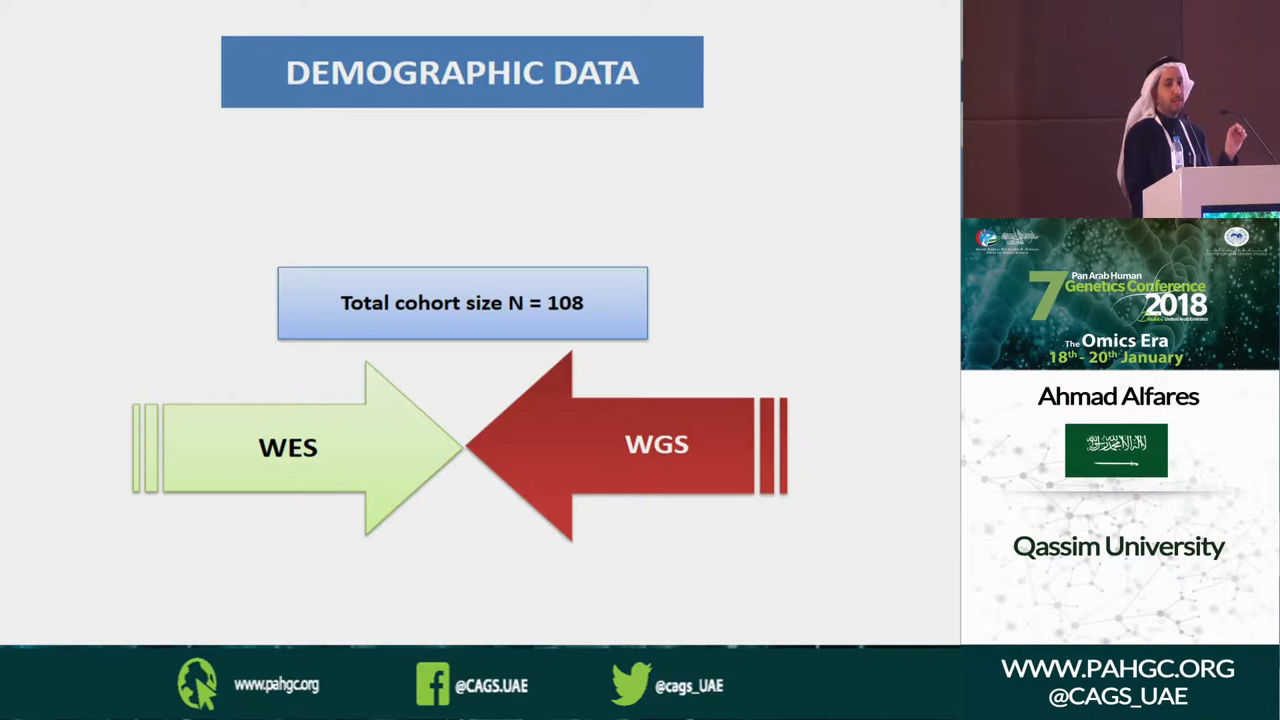 DEMOGRAPHIC DATA
Total cohort size N = 108
WES
WGS
7
Pan Arab Human
Genetics Conference
2018
Dubai United Arab Emirates
The Omics Era
18th - 20th January
Ahmad Alfares
Qassim University
www.pahgc.org
@CAGS.UAE
@cags_UAE
WWW.PAHGC.ORG
@CAGS_UAE